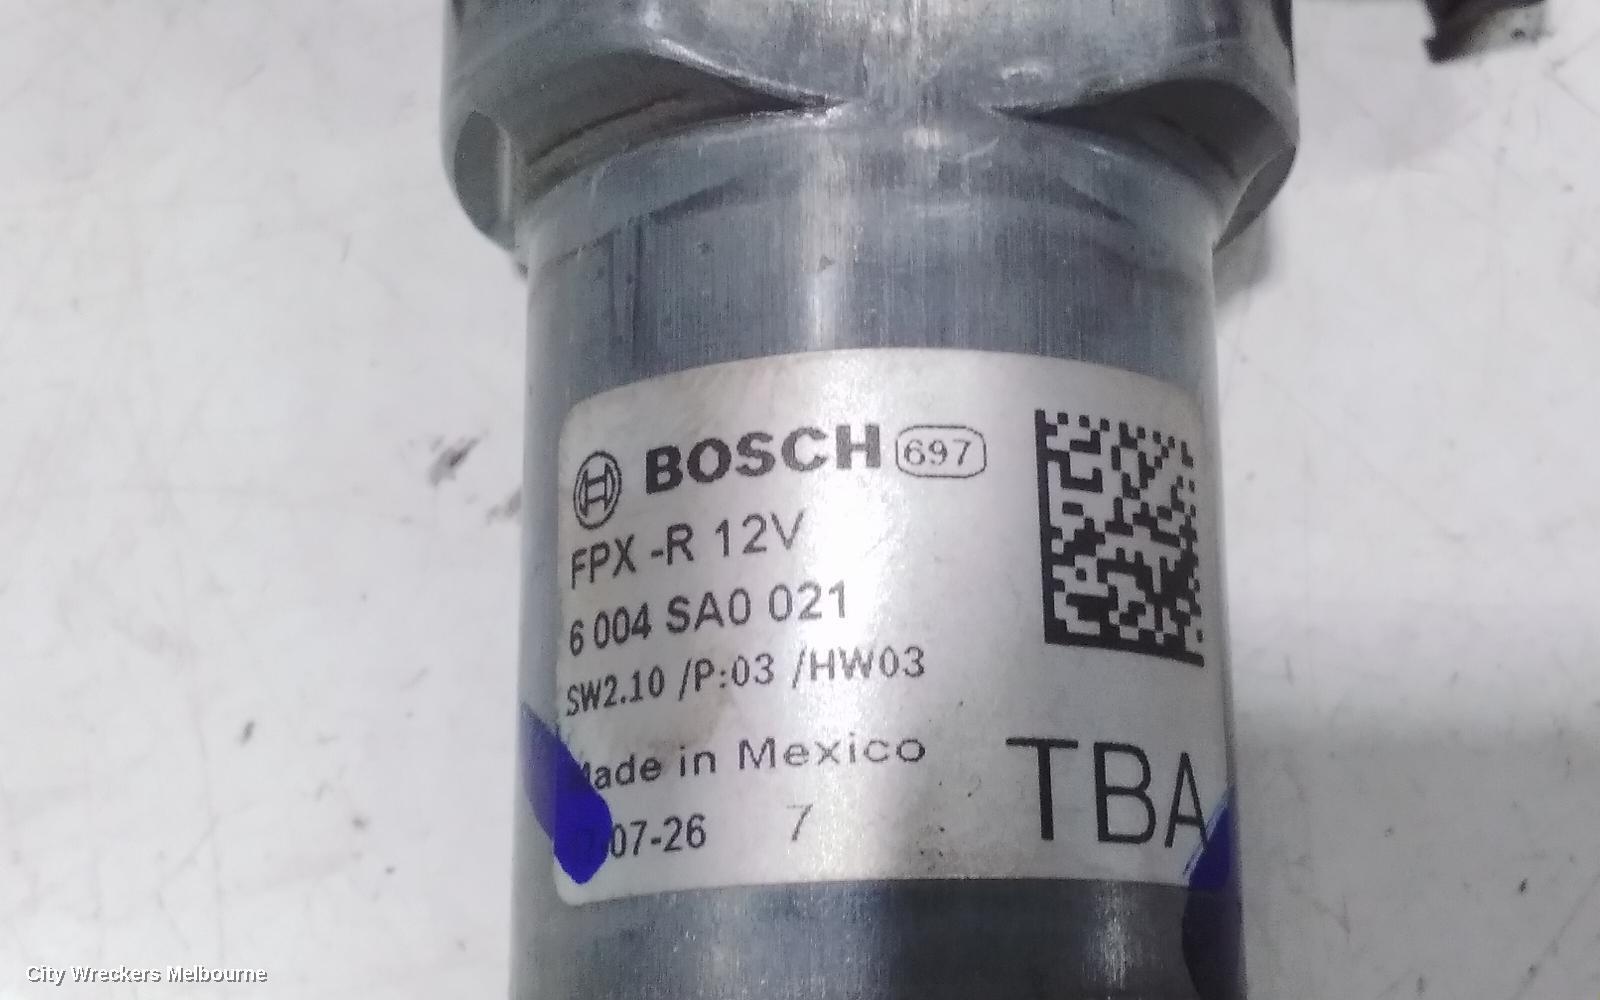 BOSCH 697
FPX -R 12V
6 004 SA0 021
SW2.10 /P:03 /HW03
Made in Mexico
07-26 7
TBA
City Wreckers Melbourne